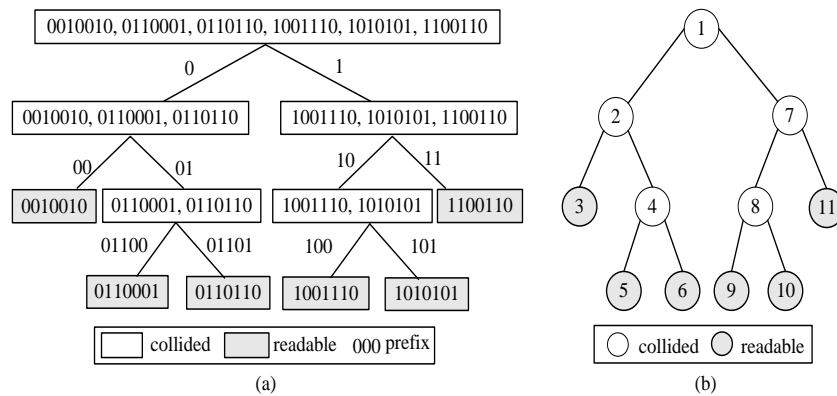 0010010, 0110001, 0110110, 1001110, 1010101, 1100110
0 1
0010010, 0110001, 0110110 1001110, 1010101, 1100110
00 01 10 11
0010010 0110001, 0110110 1001110, 1010101 1100110
01100 01101 100 101
0110001 0110110 1001110 1010101
collided readable 000 prefix
(a)
1
2 7
3 4 8 11
5 6 9 10
collided readable
(b)